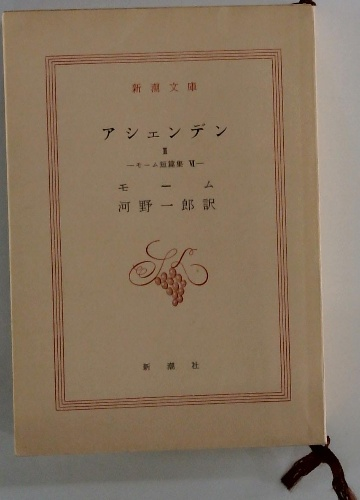 新潮文庫
アシェンデン
Ⅱ
―モーム短篇集 Ⅵ―
モーム
河野一郎訳
新潮社